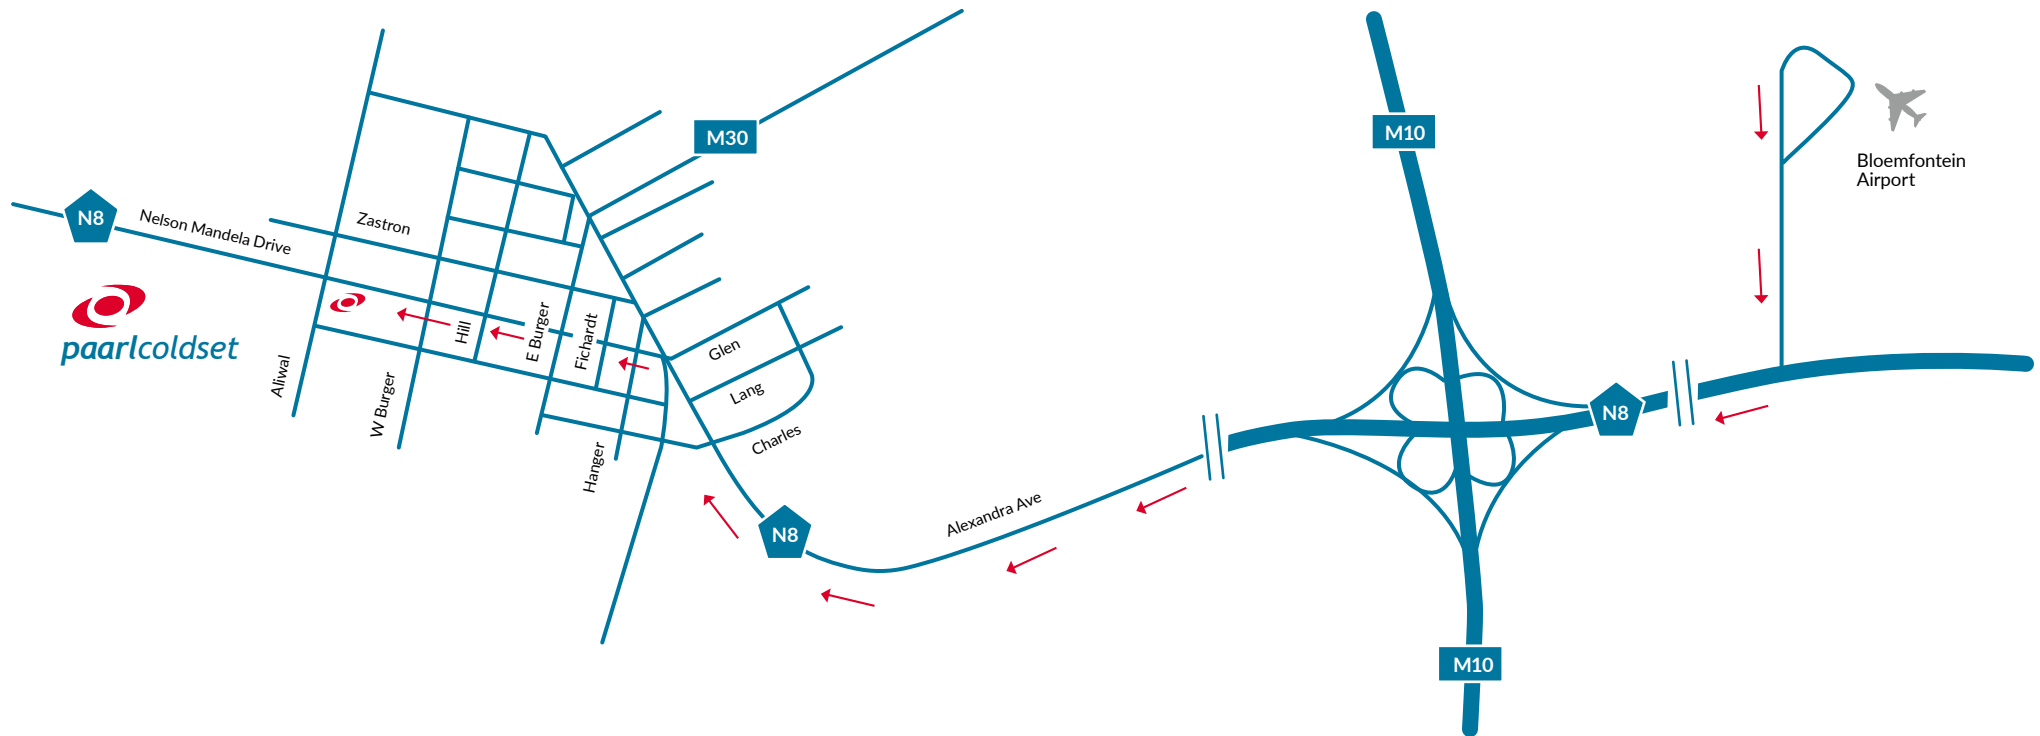 M30
M10
Bloemfontein
Airport
N8
Nelson Mandela Drive
Zastron
paarlcoldset
Aliwal
W Burger
Hill
E Burger
Fichardt
Hanger
Glen
Lang
Charles
N8
Alexandra Ave
N8
M10